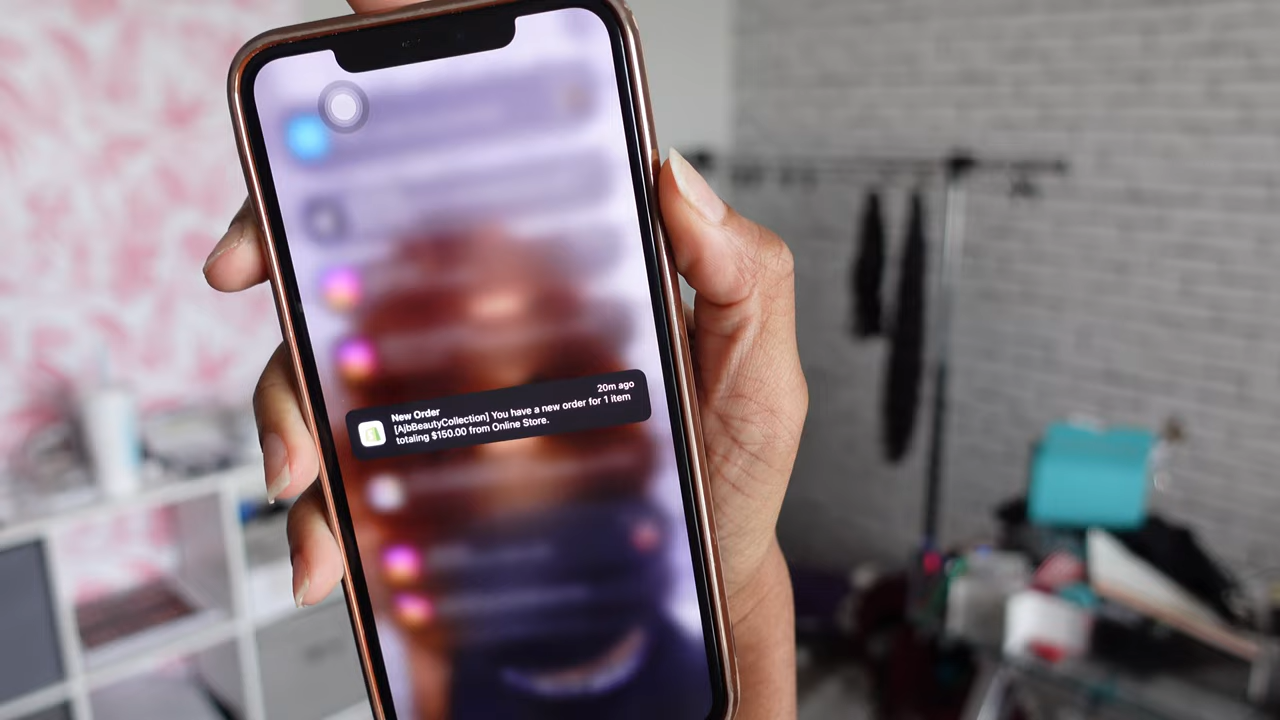 20m ago
New Order
[AjbBeautyCollection] You have a new order for 1 item
totaling $150.00 from Online Store.